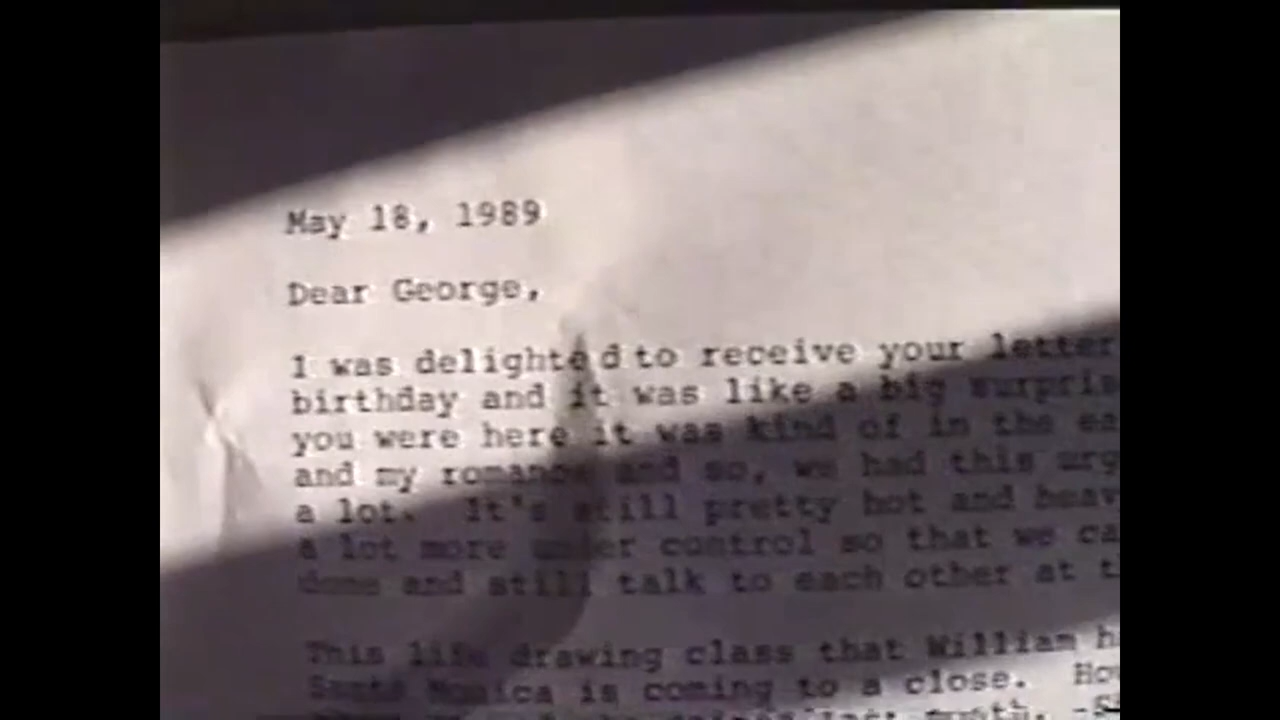 May 18, 1989
Dear George,
I was delighted to receive your letter
birthday and it was like a big
you were here it was kind of in the
and my romance and so, we had this
a lot. It's still pretty hot and
a lot more under control so that we
done and still talk to each other at
This life drawing class that William
Santa Monica is coming to a close.